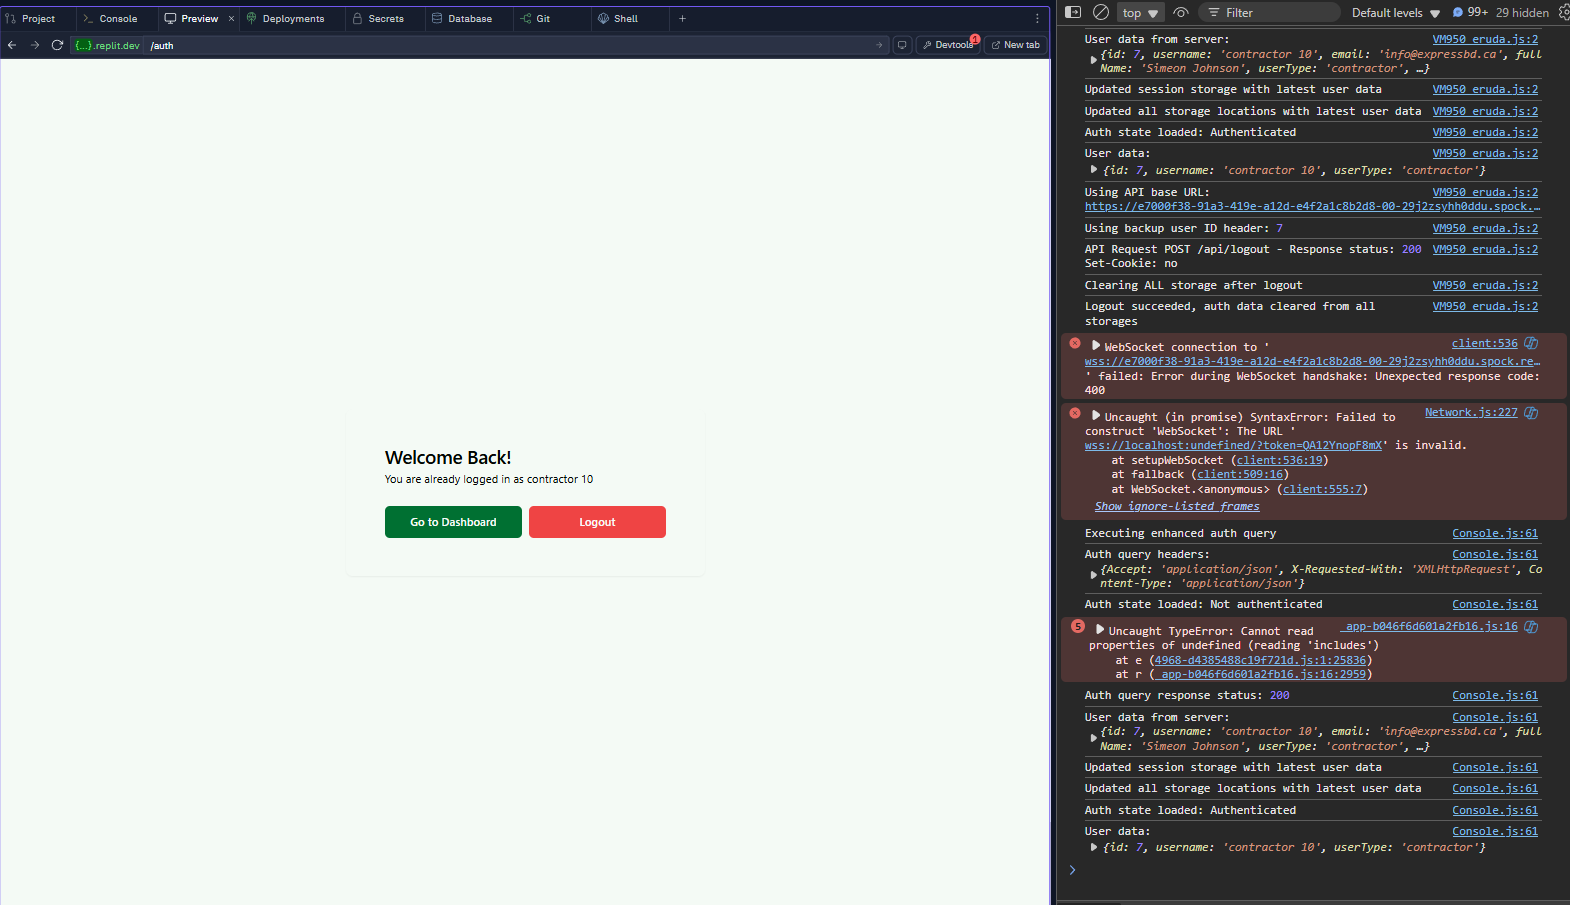 Project
Console
Preview
Deployments
Secrets
Database
Git
Shell
{...}.replit.dev /auth
Devtools
1
New tab
Welcome Back!
You are already logged in as contractor 10
Go to Dashboard
Logout
top
Filter
Default levels
99+
29 hidden
User data from server: VM950 eruda.js:2
{id: 7, username: 'contractor 10', email: 'info@expressbd.ca', full
Name: 'Simeon Johnson', userType: 'contractor', …}
Updated session storage with latest user data VM950 eruda.js:2
Updated all storage locations with latest user data VM950 eruda.js:2
Auth state loaded: Authenticated VM950 eruda.js:2
User data: VM950 eruda.js:2
{id: 7, username: 'contractor 10', userType: 'contractor'}
Using API base URL: VM950 eruda.js:2
https://e7000f38-91a3-419e-a12d-e4f2a1c8b2d8-00-29j2zsyhh0ddu.spock.…
Using backup user ID header: 7 VM950 eruda.js:2
API Request POST /api/logout - Response status: 200 VM950 eruda.js:2
Set-Cookie: no
Clearing ALL storage after logout VM950 eruda.js:2
Logout succeeded, auth data cleared from all VM950 eruda.js:2
storages
WebSocket connection to ' client:536
wss://e7000f38-91a3-419e-a12d-e4f2a1c8b2d8-00-29j2zsyhh0ddu.spock.re…
' failed: Error during WebSocket handshake: Unexpected response code:
400
Uncaught (in promise) SyntaxError: Failed to Network.js:227
construct 'WebSocket': The URL '
wss://localhost:undefined/?token=QA12YnopF8mX' is invalid.
at setupWebSocket (client:536:19)
at fallback (client:509:16)
at WebSocket.<anonymous> (client:555:7)
Show ignore-listed frames
Executing enhanced auth query Console.js:61
Auth query headers: Console.js:61
{Accept: 'application/json', X-Requested-With: 'XMLHttpRequest', Co
ntent-Type: 'application/json'}
Auth state loaded: Not authenticated Console.js:61
5 Uncaught TypeError: Cannot read _app-b046f6d601a2fb16.js:16
properties of undefined (reading 'includes')
at e (4968-d4385488c19f721d.js:1:25836)
at r (_app-b046f6d601a2fb16.js:16:2959)
Auth query response status: 200 Console.js:61
User data from server: Console.js:61
{id: 7, username: 'contractor 10', email: 'info@expressbd.ca', full
Name: 'Simeon Johnson', userType: 'contractor', …}
Updated session storage with latest user data Console.js:61
Updated all storage locations with latest user data Console.js:61
Auth state loaded: Authenticated Console.js:61
User data: Console.js:61
{id: 7, username: 'contractor 10', userType: 'contractor'}